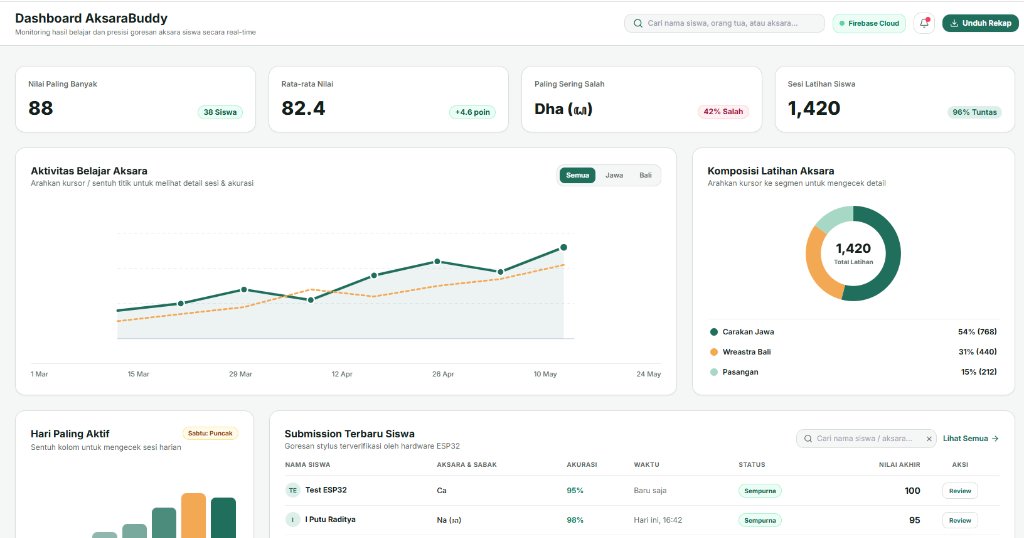 Dashboard AksaraBuddy
Monitoring hasil belajar dan presisi goresan aksara siswa secara real-time
Cari nama siswa, orang tua, atau aksara...
Firebase Cloud
Unduh Rekap
Nilai Paling Banyak
88
38 Siswa
Rata-rata Nilai
82.4
+4.6 poin
Paling Sering Salah
Dha (ꦝ)
42% Salah
Sesi Latihan Siswa
1,420
96% Tuntas
Aktivitas Belajar Aksara
Arahkan kursor / sentuh titik untuk melihat detail sesi & akurasi
Semua Jawa Bali
1 Mar 15 Mar 29 Mar 12 Apr 26 Apr 10 May 24 May
Komposisi Latihan Aksara
Arahkan kursor ke segmen untuk mengecek detail
1,420
Total Latihan
Carakan Jawa 54% (768)
Wreastra Bali 31% (440)
Pasangan 15% (212)
Hari Paling Aktif
Sabtu: Puncak
Sentuh kolom untuk mengecek sesi harian
Submission Terbaru Siswa
Goresan stylus terverifikasi oleh hardware ESP32
Cari nama siswa / aksara... ×
Lihat Semua →
NAMA SISWA AKSARA & SABAK AKURASI WAKTU STATUS NILAI AKHIR AKSI
TE Test ESP32 Ca 95% Baru saja Sempurna 100 Review
I I Putu Raditya Na 98% Hari ini, 16:42 Sempurna 95 Review